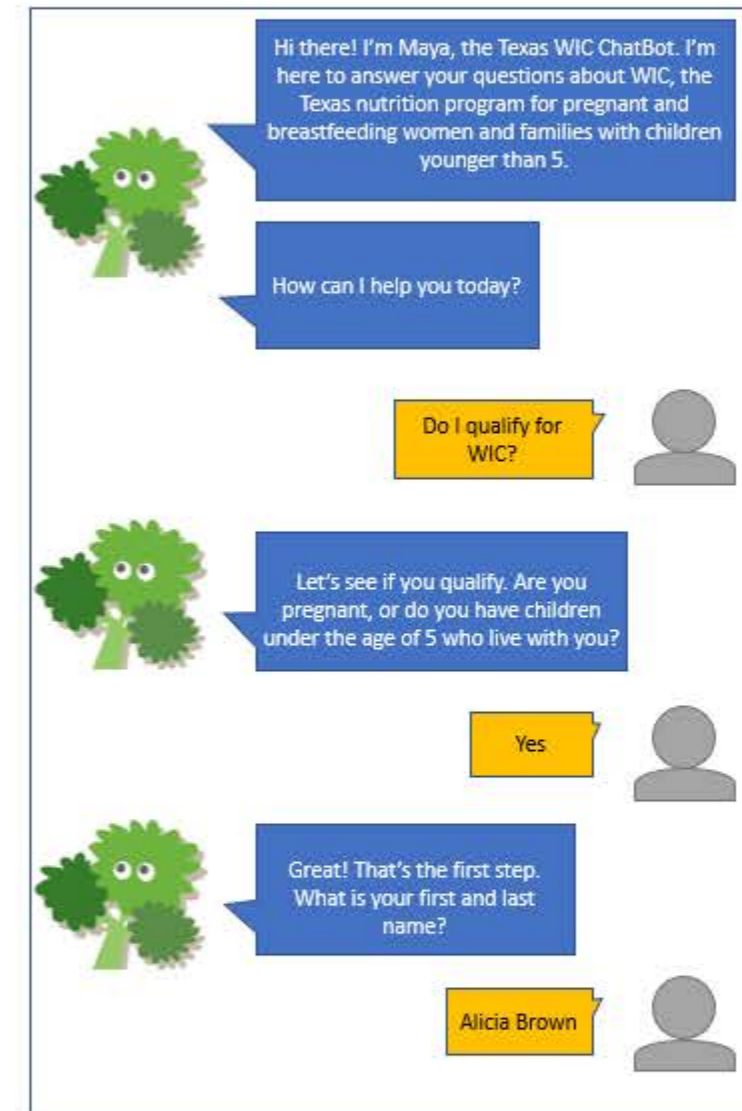 Hi there! I'm Maya, the Texas WIC ChatBot. I'm
here to answer your questions about WIC, the
Texas nutrition program for pregnant and
breastfeeding women and families with children
younger than 5.
How can I help you today?
Do I qualify for
WIC?
Let's see if you qualify. Are you
pregnant, or do you have children
under the age of 5 who live with you?
Yes
Great! That's the first step.
What is your first and last
name?
Alicia Brown